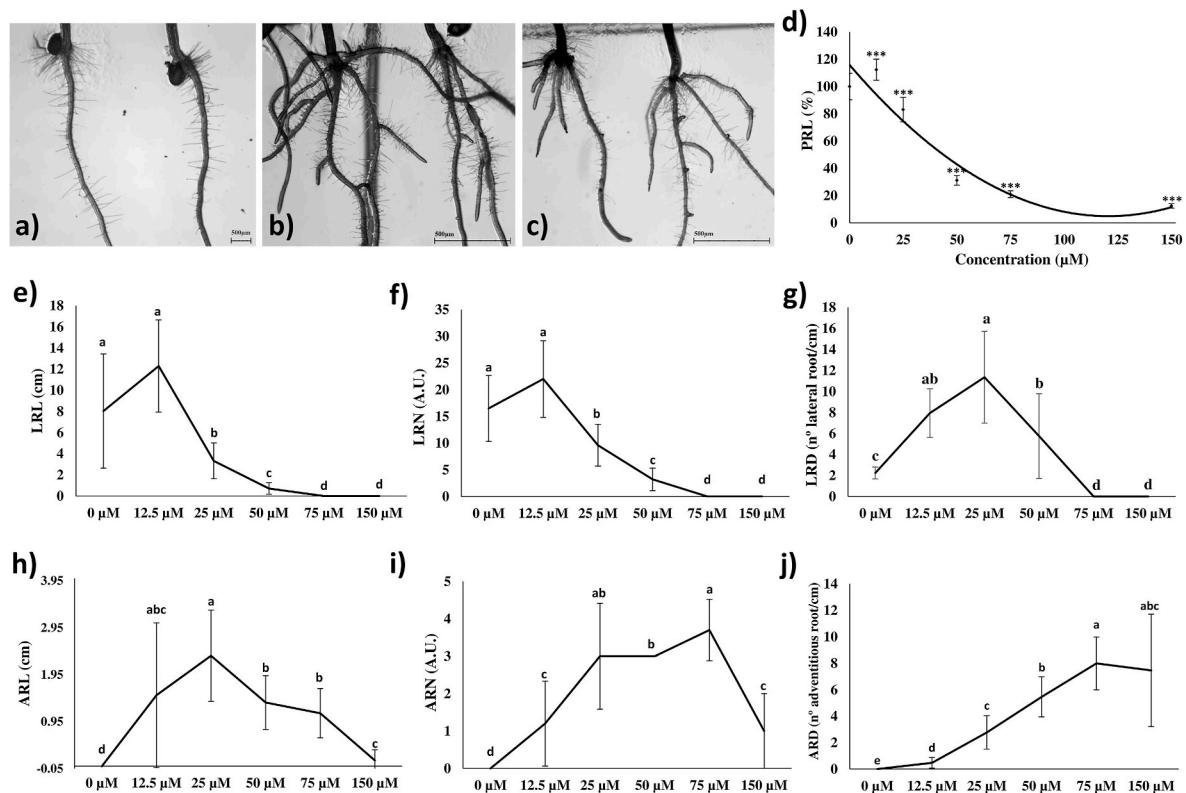 a)
500µm
b)
500µm
c)
500µm
d)
PRL (%)
140
120
100
80
60
40
20
0
***
***
***
***
***
0
25
50
75
100
125
150
Concentration (µM)
e)
LRL (cm)
18
16
14
12
10
8
6
4
2
0
a
a
b
c
d
d
0 µM
12.5 µM
25 µM
50 µM
75 µM
150 µM
f)
LRN (A.U.)
35
30
25
20
15
10
5
0
a
a
b
c
d
d
0 µM
12.5 µM
25 µM
50 µM
75 µM
150 µM
g)
LRD (nº lateral root/cm)
18
16
14
12
10
8
6
4
2
0
c
ab
a
b
d
d
0 µM
12.5 µM
25 µM
50 µM
75 µM
150 µM
h)
ARL (cm)
3.95
2.95
1.95
0.95
-0.05
d
abc
a
b
b
c
0 µM
12.5 µM
25 µM
50 µM
75 µM
150 µM
i)
ARN (A.U.)
5
4
3
2
1
0
d
c
ab
b
a
c
0 µM
12.5 µM
25 µM
50 µM
75 µM
150 µM
j)
ARD (nº adventitious root/cm)
14
12
10
8
6
4
2
0
e
d
c
b
a
abc
0 µM
12.5 µM
25 µM
50 µM
75 µM
150 µM